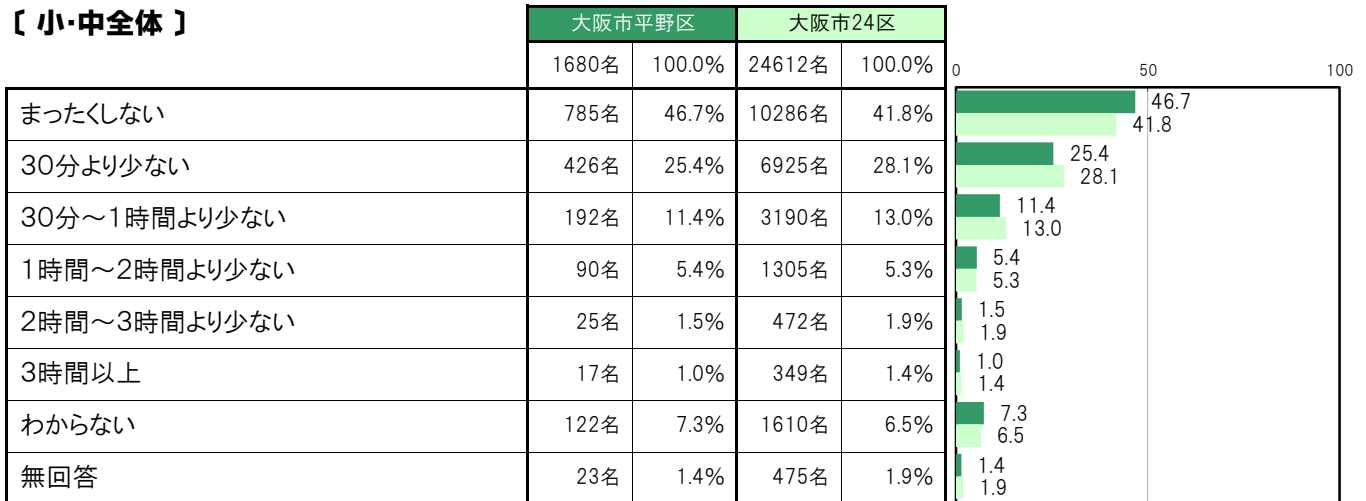 〔 小・中全体 〕
大阪市平野区 大阪市24区
1680名 100.0% 24612名 100.0% 0 50 100
まったくしない 785名 46.7% 10286名 41.8% 46.7
41.8
30分より少ない 426名 25.4% 6925名 28.1% 25.4
28.1
30分～1時間より少ない 192名 11.4% 3190名 13.0% 11.4
13.0
1時間～2時間より少ない 90名 5.4% 1305名 5.3% 5.4
5.3
2時間～3時間より少ない 25名 1.5% 472名 1.9% 1.5
1.9
3時間以上 17名 1.0% 349名 1.4% 1.0
1.4
わからない 122名 7.3% 1610名 6.5% 7.3
6.5
無回答 23名 1.4% 475名 1.9% 1.4
1.9